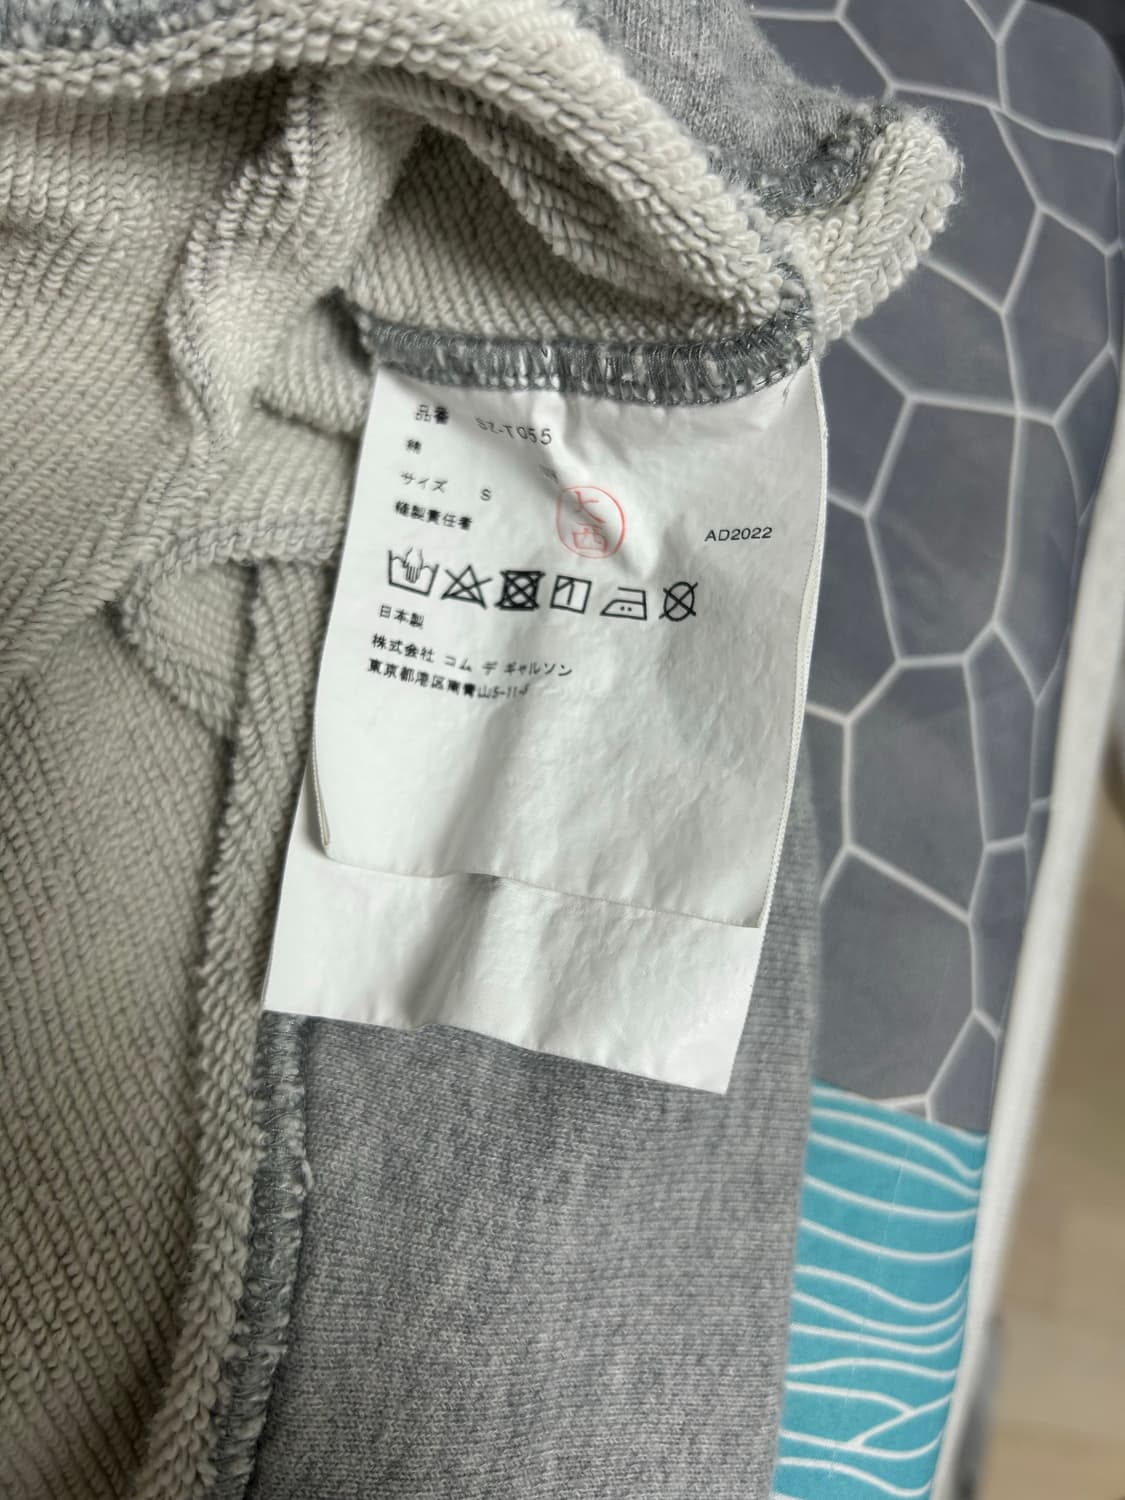 品番 SZ-T055
綿
サイズ S
縫製責任者 ヒ西
AD2022
日本製
株式会社 コム デ ギャルソン
東京都港区南青山5-11-5